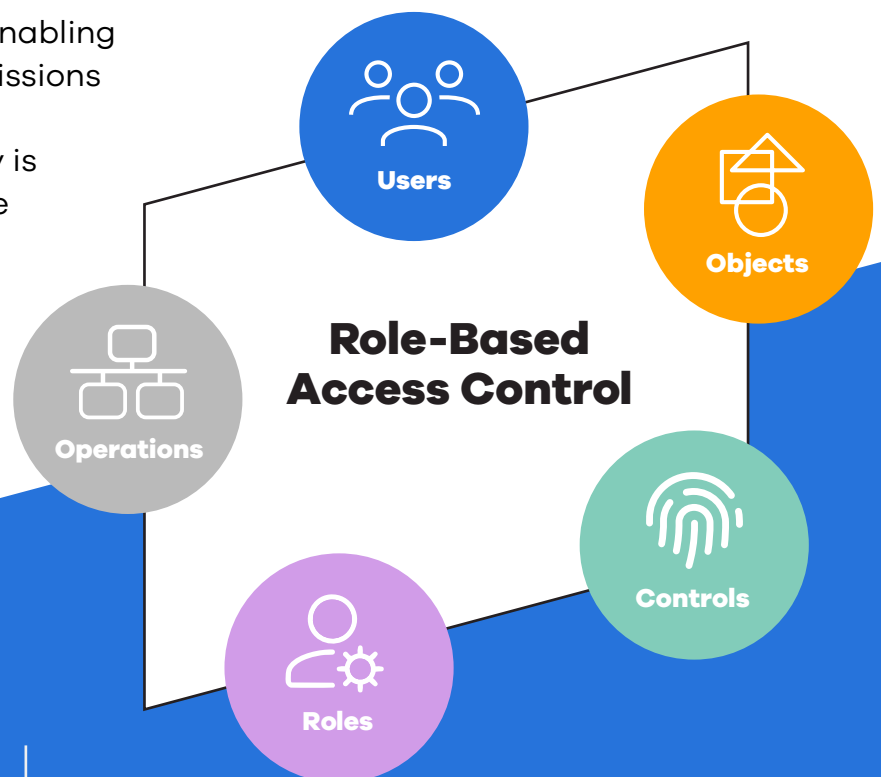 nabling
issions
is
e
Users
Objects
Role-Based
Access Control
Operations
Controls
Roles